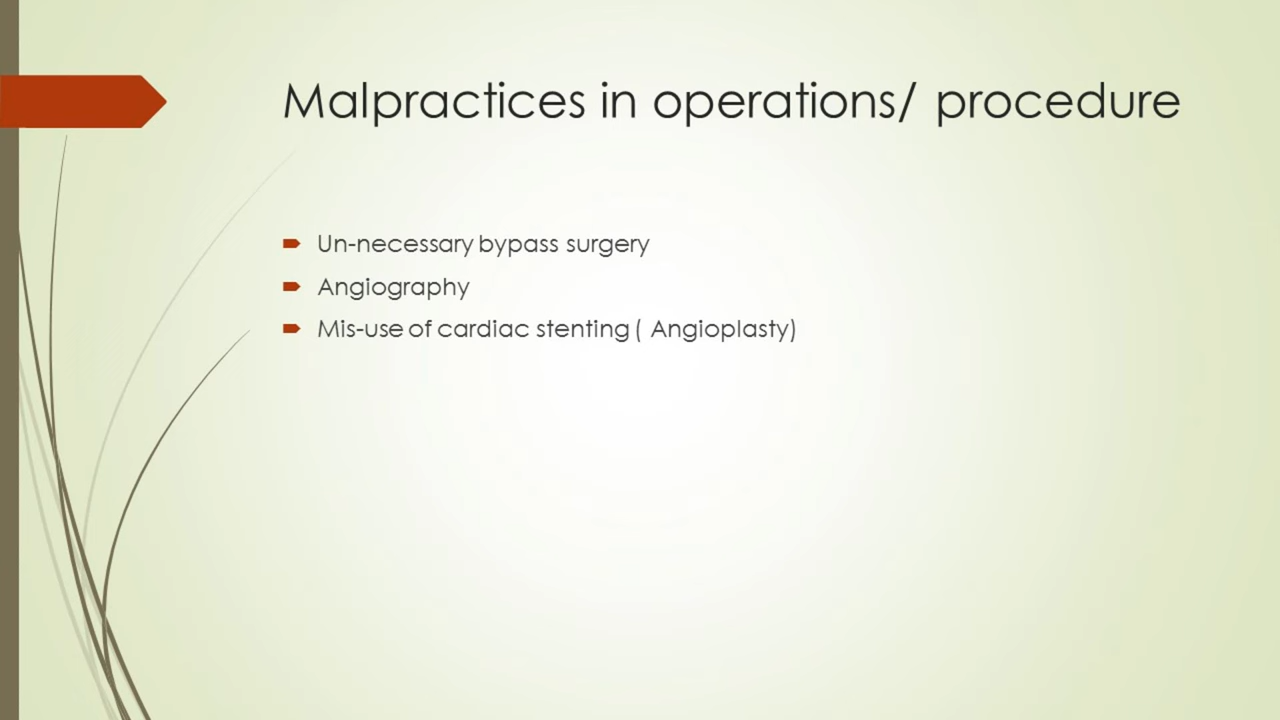 Malpractices in operations/ procedure
Un-necessary bypass surgery
Angiography
Mis-use of cardiac stenting ( Angioplasty)